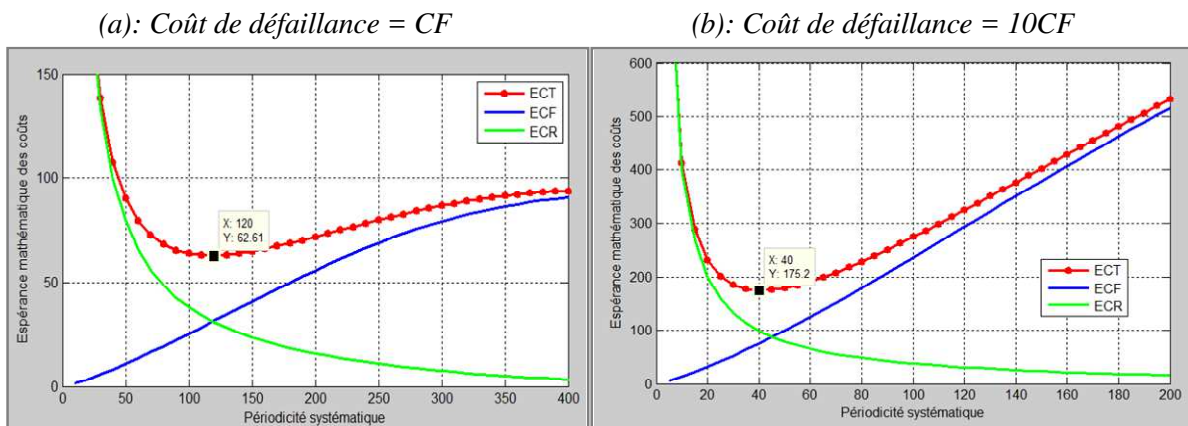 (a): Coût de défaillance = CF
(b): Coût de défaillance = 10CF
Espérance mathématique des coûts
150
100
50
0
ECT
ECF
ECR
X: 120
Y: 62.61
0 50 100 150 200 250 300 350 400
Périodicité systématique
Espérance mathématique des coûts
600
500
400
300
200
100
0
X: 40
Y: 175.2
ECT
ECF
ECR
0 20 40 60 80 100 120 140 160 180 200
Périodicité systématique